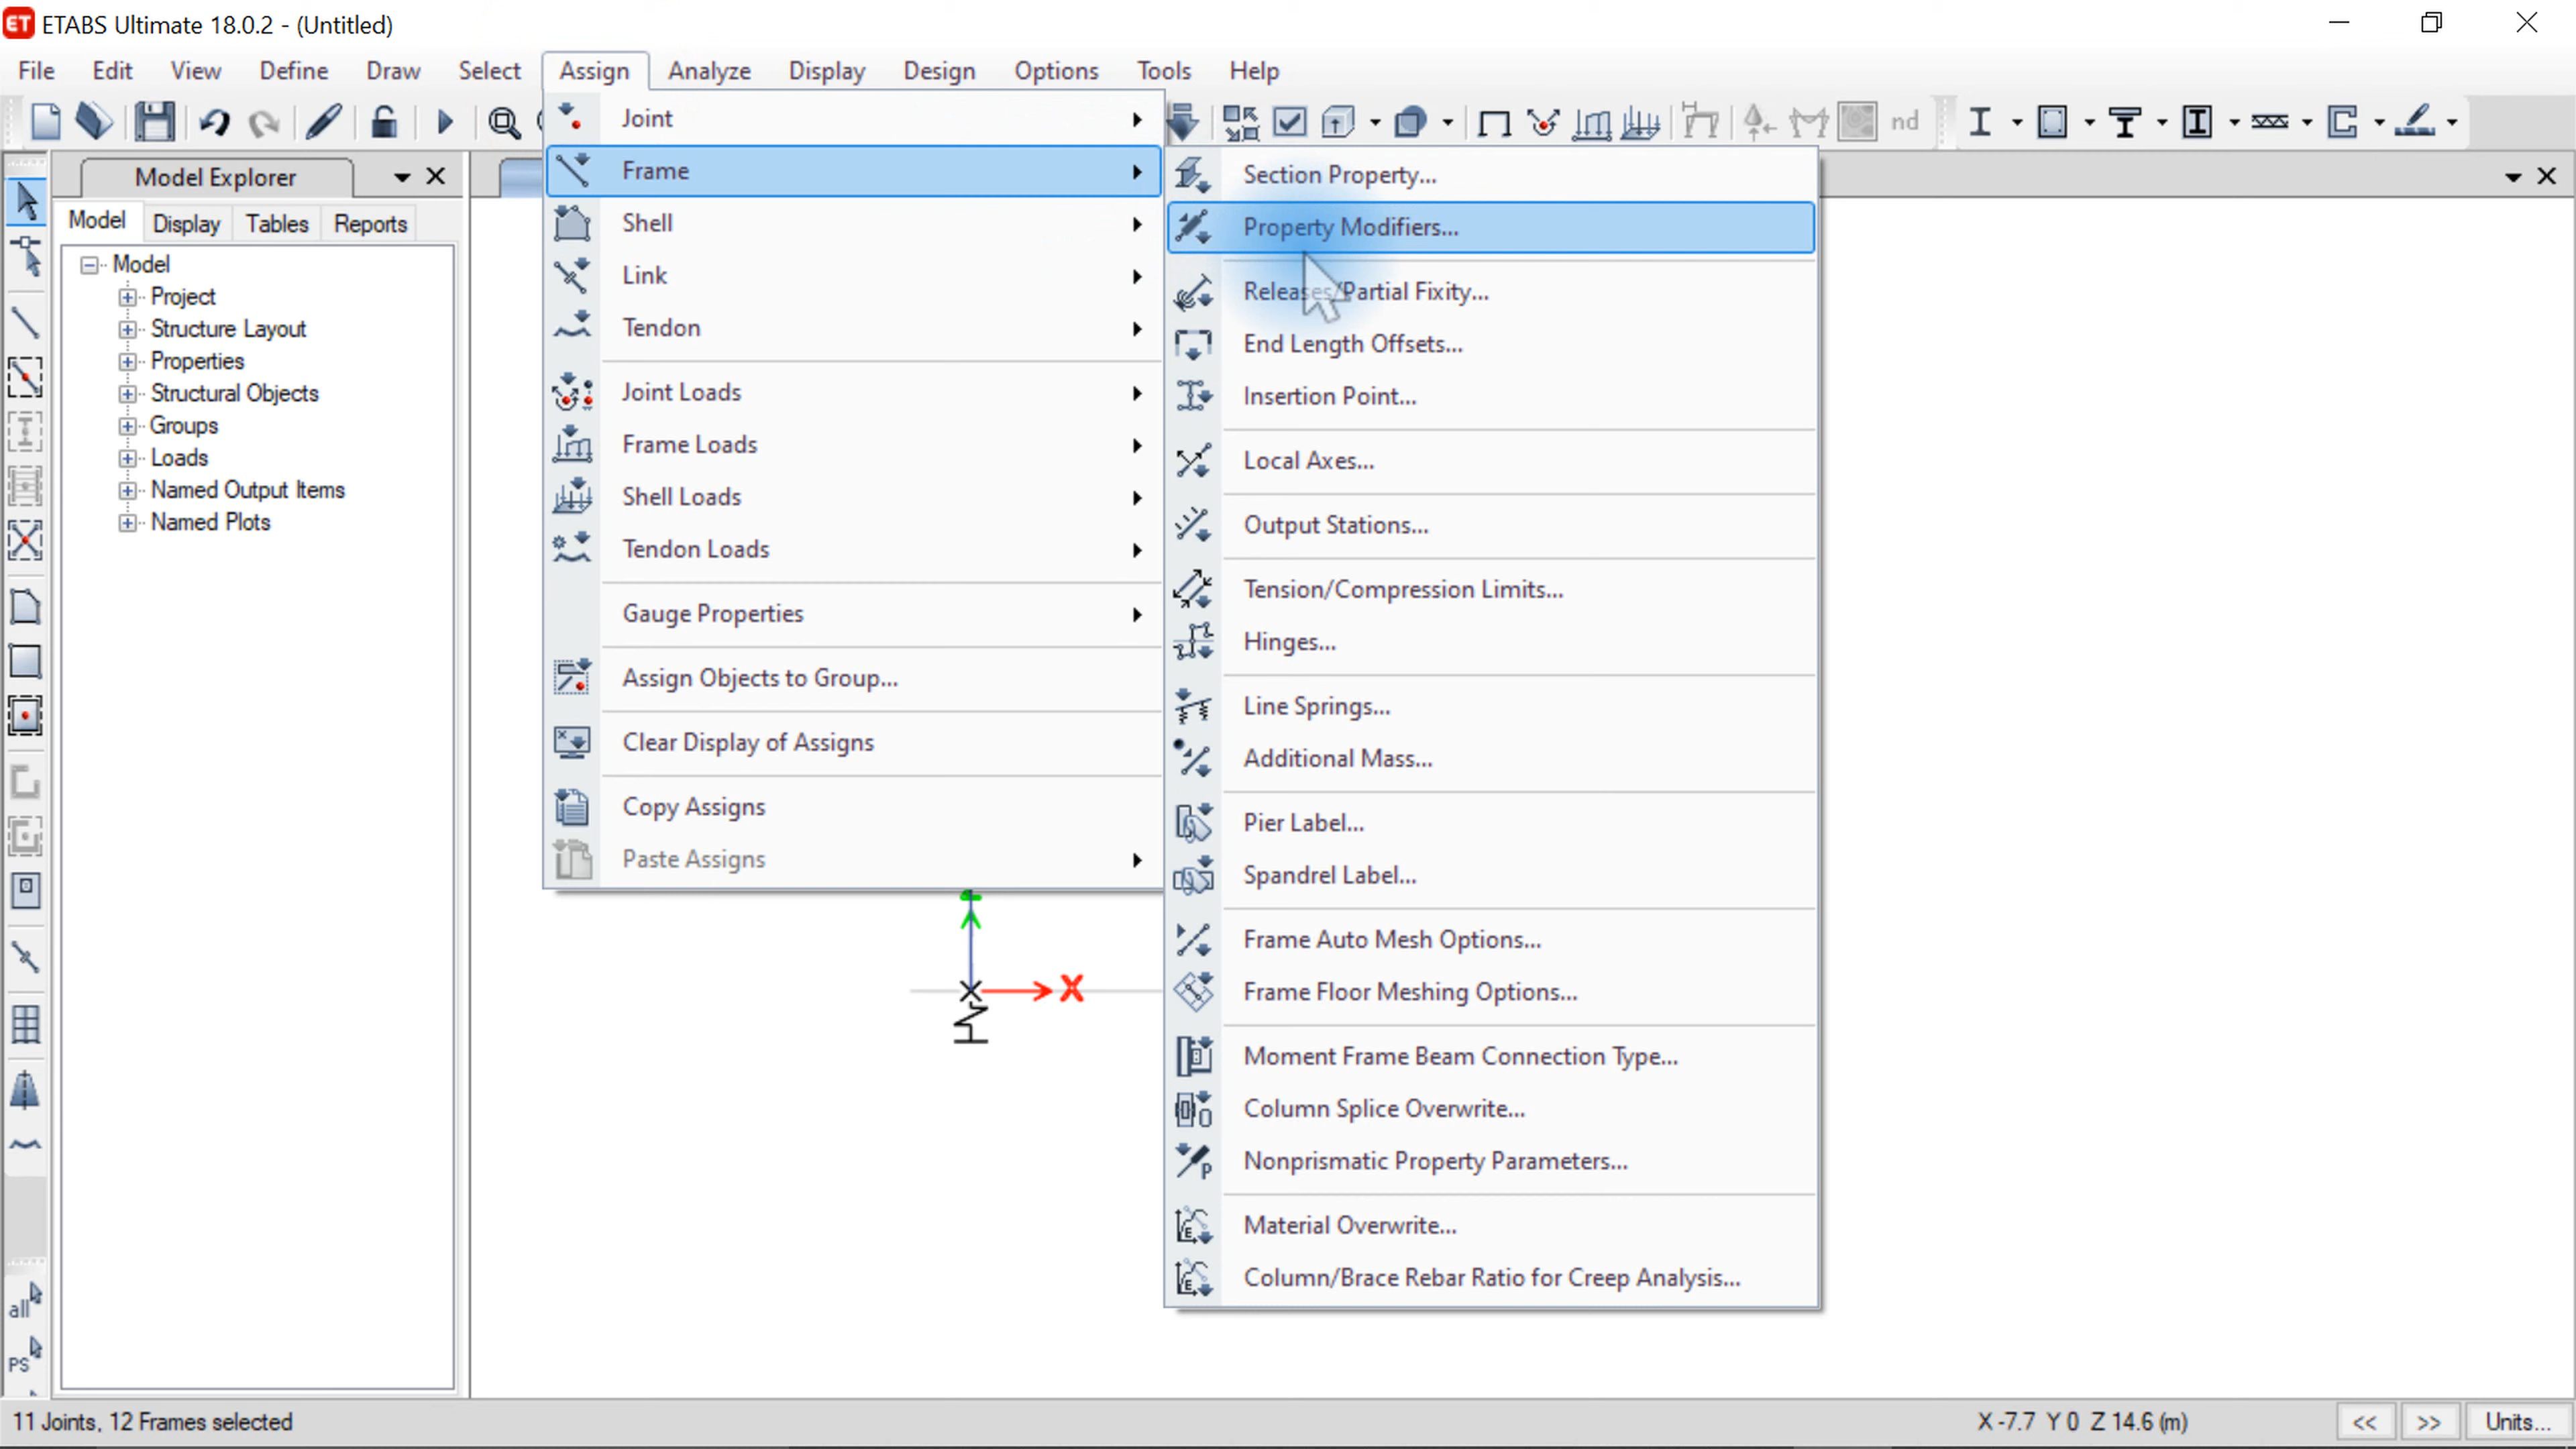 ET ETABS Ultimate 18.0.2 - (Untitled)
File Edit View Define Draw Select Assign Analyze Display Design Options Tools Help
nd
Model Explorer
Model Display Tables Reports
Model
Project
Structure Layout
Properties
Structural Objects
Groups
Loads
Named Output Items
Named Plots
Joint
Frame
Shell
Link
Tendon
Joint Loads
Frame Loads
Shell Loads
Tendon Loads
Gauge Properties
Assign Objects to Group...
Clear Display of Assigns
Copy Assigns
Paste Assigns
Section Property...
Property Modifiers...
Releases/Partial Fixity...
End Length Offsets...
Insertion Point...
Local Axes...
Output Stations...
Tension/Compression Limits...
Hinges...
Line Springs...
Additional Mass...
Pier Label...
Spandrel Label...
Frame Auto Mesh Options...
Frame Floor Meshing Options...
Moment Frame Beam Connection Type...
Column Splice Overwrite...
Nonprismatic Property Parameters...
Material Overwrite...
Column/Brace Rebar Ratio for Creep Analysis...
X
all
PS
11 Joints, 12 Frames selected
X -7.7 Y 0 Z 14.6 (m)
<< >> Units...